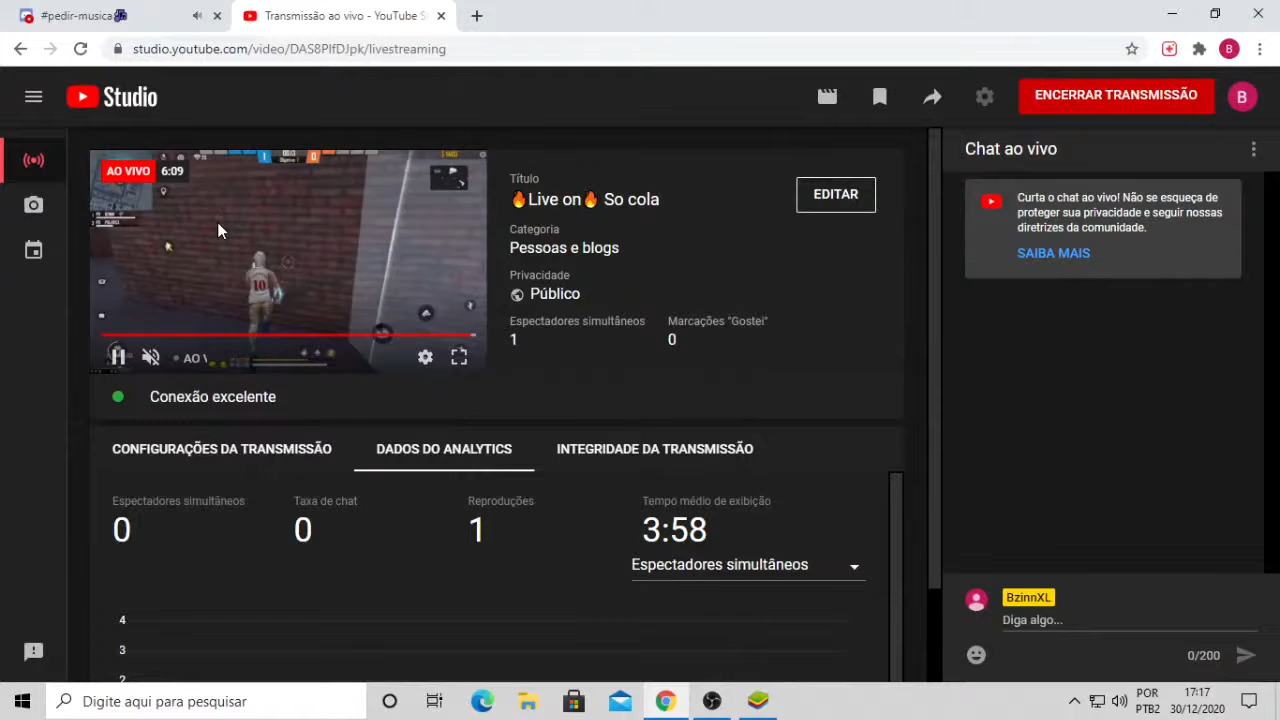 #pedir-musica
Transmissão ao vivo - YouTube S
studio.youtube.com/video/DAS8PlfDJpk/livestreaming
B
Studio
ENCERRAR TRANSMISSÃO
B
AO VIVO 6:09
1 0
10
AO V
Conexão excelente
Título
🔥Live on🔥 So cola
EDITAR
Categoria
Pessoas e blogs
Privacidade
Público
Espectadores simultâneos Marcações "Gostei"
1 0
Chat ao vivo
Curta o chat ao vivo! Não se esqueça de
proteger sua privacidade e seguir nossas
diretrizes da comunidade.
SAIBA MAIS
CONFIGURAÇÕES DA TRANSMISSÃO DADOS DO ANALYTICS INTEGRIDADE DA TRANSMISSÃO
Espectadores simultâneos Taxa de chat Reproduções Tempo médio de exibição
0 0 1 3:58
Espectadores simultâneos
4
3
2
BzinnXL
Diga algo...
0/200
Digite aqui para pesquisar
POR
PTB2
17:17
30/12/2020